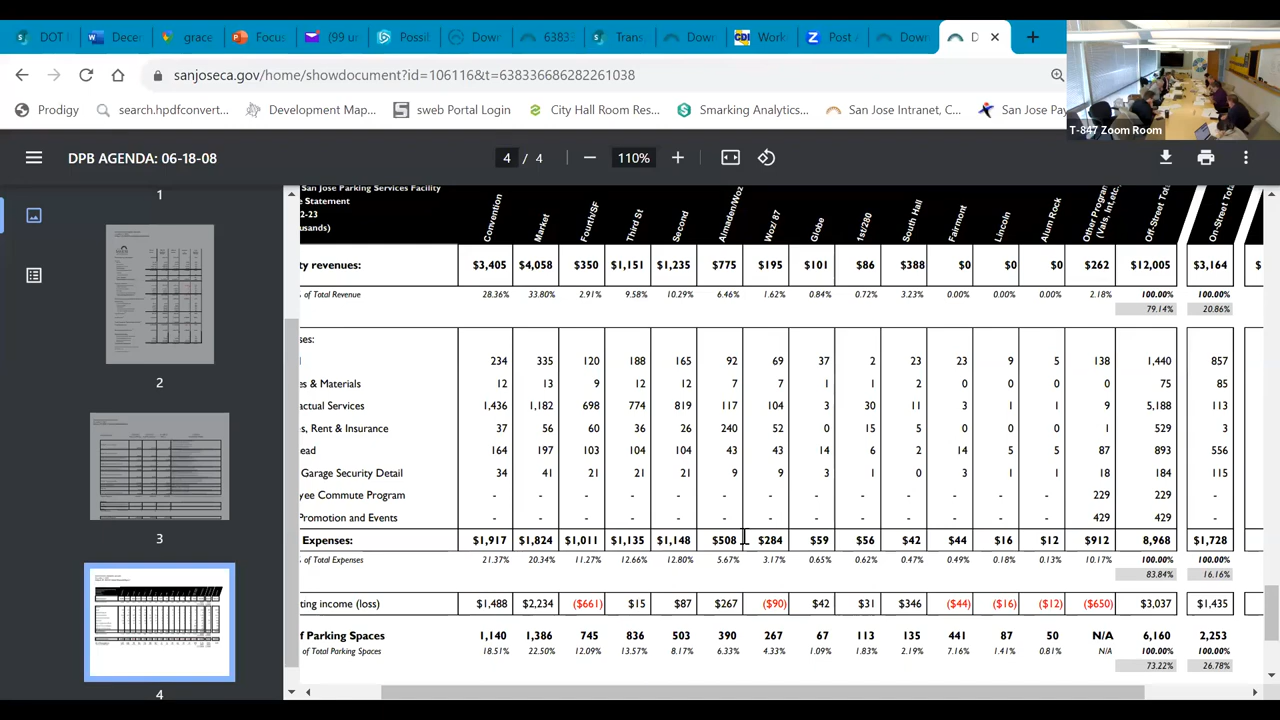 DOT
Dece
grace
Focus
(99 u
Possil
Down
6383
Trans
Down
CDI Work
Post
Down
D
sanjoseca.gov/home/showdocument?id=106116&t=638336686282261038
Prodigy
search.hpdfconvert...
Development Map...
sweb Portal Login
City Hall Room Res...
Smarking Analytics...
San Jose Intranet, C...
San Jose Pay
T-847 Zoom Room
DPB AGENDA: 06-18-08
4 / 4
110%
1
2
3
4
San Jose Parking Services Facility
e Statement
2-23
usands)
Convention Market Fourth/SF Third St Second Almaden/Woz Woz/ 87 1st/280 South Hall Fairmont Lincoln Alum Rock Other Program (Vals, Int,etc. Off-Street Tot On-Street Tota
ty revenues: $3,405 $4,058 $350 $1,151 $1,235 $775 $195 $101 $86 $388 $0 $0 $0 $262 $12,005 $3,164 $
of Total Revenue 28.36% 33.80% 2.91% 9.58% 10.29% 6.46% 1.62% 0.84% 0.72% 3.23% 0.00% 0.00% 0.00% 2.18% 100.00% 100.00%
79.14% 20.86%
ses:
l 234 335 120 188 165 92 69 37 2 23 23 9 5 138 1,440 857
es & Materials 12 13 9 12 12 7 7 1 1 2 0 0 0 0 75 85
actual Services 1,436 1,182 698 774 819 117 104 3 30 11 3 1 1 9 5,188 113
s, Rent & Insurance 37 56 60 36 26 240 52 0 15 5 0 0 0 1 529 3
ead 164 197 103 104 104 43 43 14 6 2 14 5 5 87 893 556
Garage Security Detail 34 41 21 21 21 9 9 3 1 0 3 1 1 18 184 115
yee Commute Program - - - - - - - - - - - - - 229 229 -
Promotion and Events - - - - - - - - - - - - - 429 429 -
Expenses: $1,917 $1,824 $1,011 $1,135 $1,148 $508 $284 $59 $56 $42 $44 $16 $12 $912 8,968 $1,728
of Total Expenses 21.37% 20.34% 11.27% 12.66% 12.80% 5.67% 3.17% 0.65% 0.62% 0.47% 0.49% 0.18% 0.13% 10.17% 100.00% 100.00%
83.84% 16.16%
ting income (loss) $1,488 $2,234 ($661) $15 $87 $267 ($90) $42 $31 $346 ($44) ($16) ($12) ($650) $3,037 $1,435
f Parking Spaces 1,140 1,386 745 836 503 390 267 67 113 135 441 87 50 N/A 6,160 2,253
of Total Parking Spaces 18.51% 22.50% 12.09% 13.57% 8.17% 6.33% 4.33% 1.09% 1.83% 2.19% 7.16% 1.41% 0.81% N/A 100.00% 100.00%
73.22% 26.78%